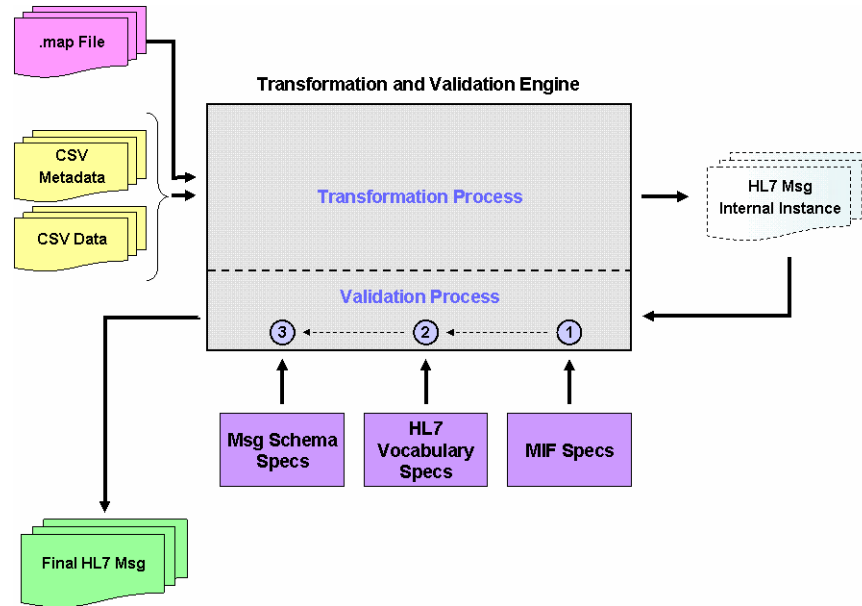 .map File
Transformation and Validation Engine
CSV
Metadata
CSV Data
Transformation Process
HL7 Msg
Internal Instance
Validation Process
3
2
1
Msg Schema
Specs
HL7
Vocabulary
Specs
MIF Specs
Final HL7 Msg